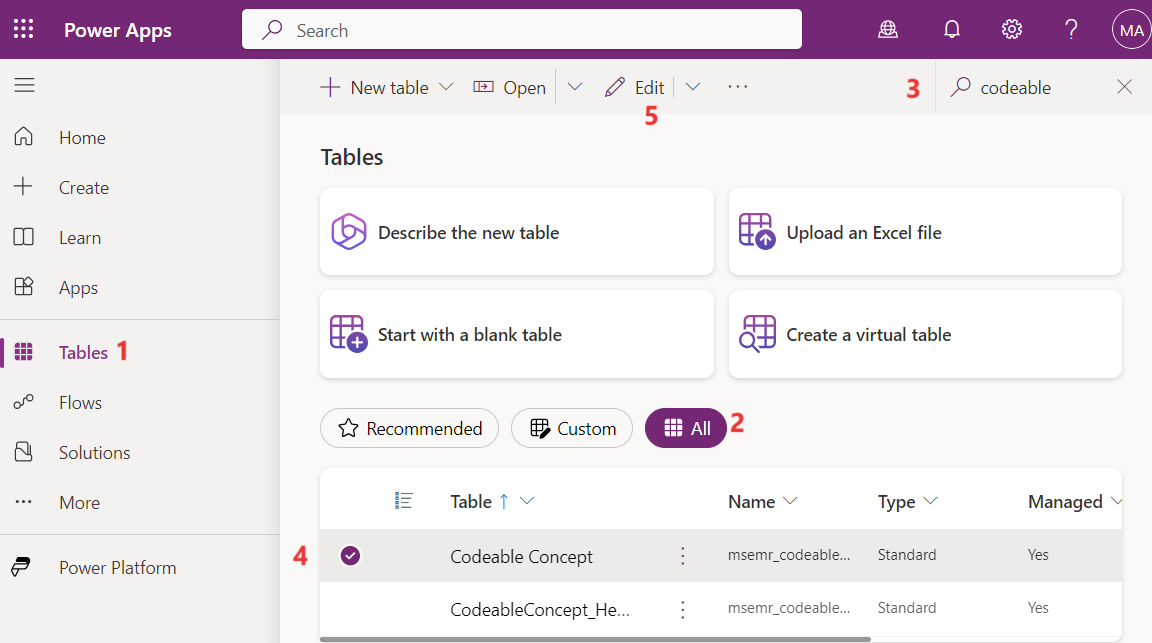 Power Apps
Search
MA
New table
Open
Edit
...
3
codeable
5
Home
Create
Learn
Apps
Tables 1
Flows
Solutions
More
Power Platform
Tables
Describe the new table
Upload an Excel file
Start with a blank table
Create a virtual table
Recommended
Custom
All 2
Table ↑ Name Type Managed
4 Codeable Concept msemr_codeable... Standard Yes
CodeableConcept_He... msemr_codeable... Standard Yes